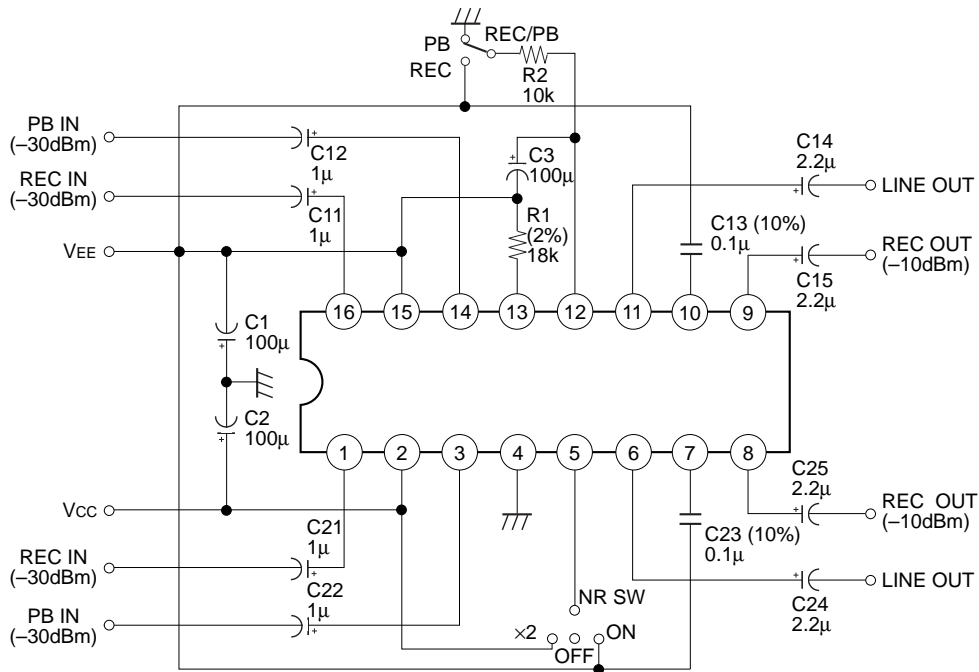 PB
REC
REC/PB
R2
10k
PB IN
(–30dBm)
C12
1µ
C3
100µ
C14
2.2µ
LINE OUT
REC IN
(–30dBm)
C11
1µ
R1
(2%)
18k
C13 (10%)
0.1µ
REC OUT
(–10dBm)
C15
2.2µ
VEE
16
15
14
13
12
11
10
9
C1
100µ
C2
100µ
1
2
3
4
5
6
7
8
VCC
C21
1µ
C25
2.2µ
REC OUT
(–10dBm)
C23 (10%)
0.1µ
REC IN
(–30dBm)
C22
1µ
NR SW
LINE OUT
C24
2.2µ
PB IN
(–30dBm)
×2
OFF
ON